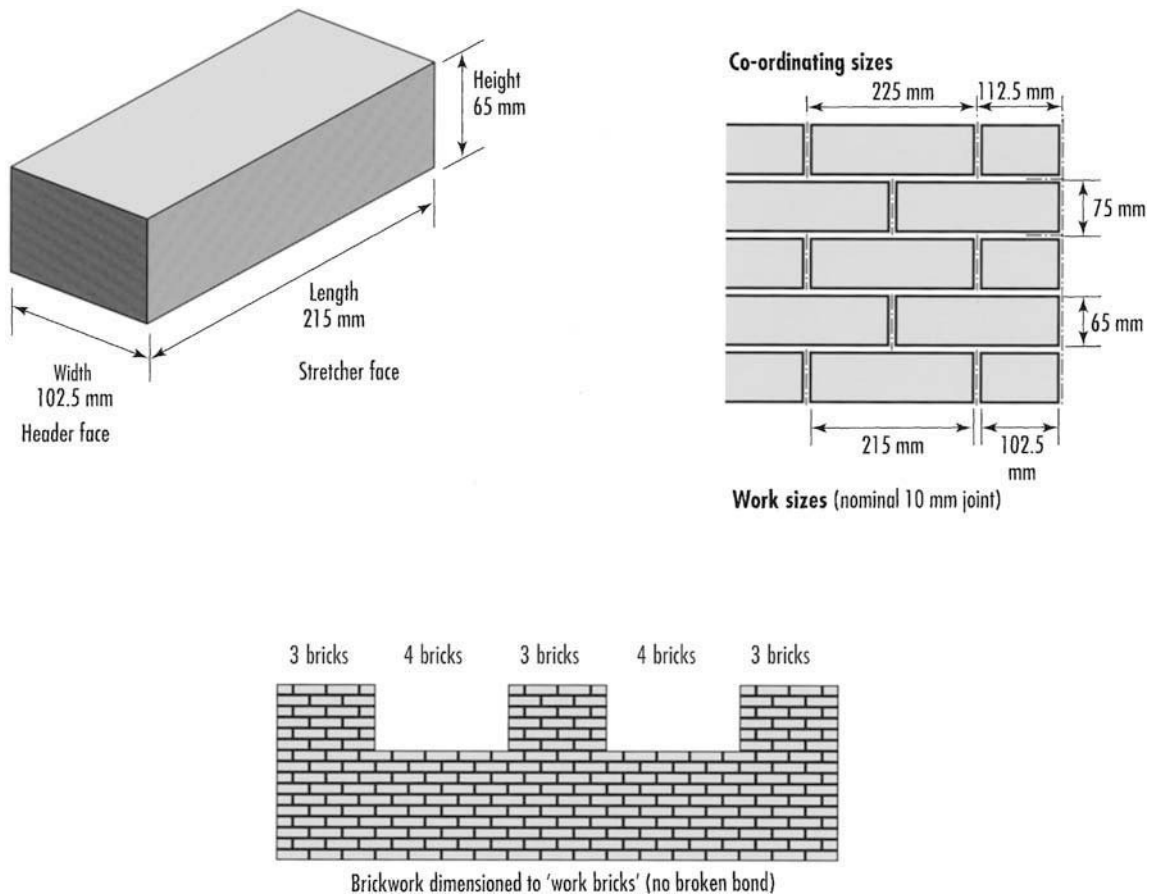 Height
65 mm
Length
215 mm
Width
102.5 mm
Stretcher face
Header face
Co-ordinating sizes
225 mm
112.5 mm
75 mm
65 mm
215 mm
102.5
mm
Work sizes (nominal 10 mm joint)
3 bricks
4 bricks
3 bricks
4 bricks
3 bricks
Brickwork dimensioned to 'work bricks' (no broken bond)